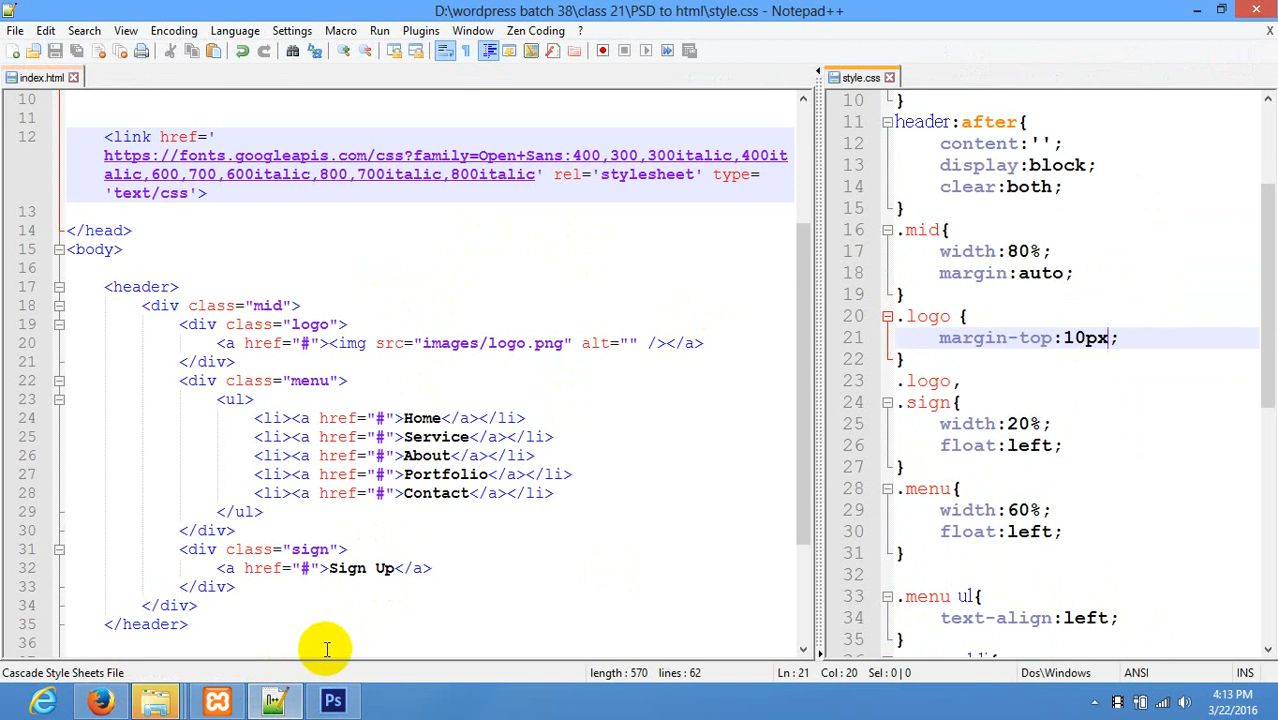 D:\wordpress batch 38\class 21\PSD to html\style.css - Notepad++
File Edit Search View Encoding Language Settings Macro Run Plugins Window Zen Coding ? X
index.html
10
11
12 <link href='
https://fonts.googleapis.com/css?family=Open+Sans:400,300,300italic,400it
alic,600,700,600italic,800,700italic,800italic' rel='stylesheet' type=
'text/css'>
13
14 </head>
15 <body>
16
17 <header>
18 <div class="mid">
19 <div class="logo">
20 <a href="#"><img src="images/logo.png" alt="" /></a>
21 </div>
22 <div class="menu">
23 <ul>
24 <li><a href="#">Home</a></li>
25 <li><a href="#">Service</a></li>
26 <li><a href="#">About</a></li>
27 <li><a href="#">Portfolio</a></li>
28 <li><a href="#">Contact</a></li>
29 </ul>
30 </div>
31 <div class="sign">
32 <a href="#">Sign Up</a>
33 </div>
34 </div>
35 </header>
36
style.css
10 }
11 header:after{
12 content:'';
13 display:block;
14 clear:both;
15 }
16 .mid{
17 width:80%;
18 margin:auto;
19 }
20 .logo {
21 margin-top:10px;
22 }
23 .logo,
24 .sign{
25 width:20%;
26 float:left;
27 }
28 .menu{
29 width:60%;
30 float:left;
31 }
32
33 .menu ul{
34 text-align:left;
35 }
Cascade Style Sheets File length : 570 lines : 62 Ln : 21 Col : 20 Sel : 0 | 0 Dos\Windows ANSI INS
Ps
4:13 PM
3/22/2016